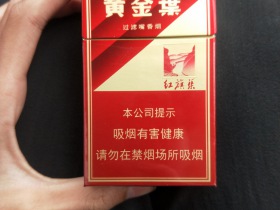 黄金葉
过滤嘴香烟
红旗渠
本公司提示
吸烟有害健康
请勿在禁烟场所吸烟